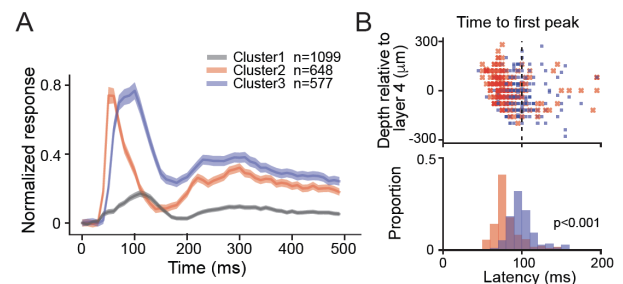 A
Cluster1 n=1099
Cluster2 n=648
Cluster3 n=577
Normalized response
0.8
0.4
0
0 100 200 300 400 500
Time (ms)
B
Time to first peak
Depth relative to
layer 4 (μm)
300
0
-300
Proportion
0.5
0
p<0.001
0 100 200
Latency (ms)